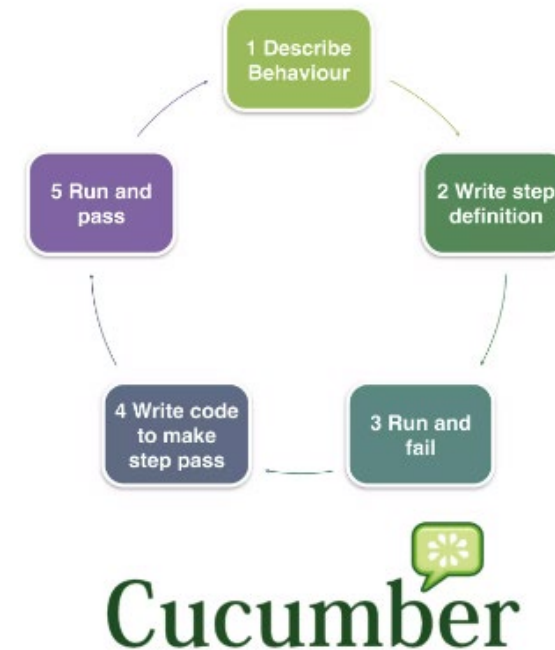 1 Describe
Behaviour
2 Write step
definition
3 Run and
fail
4 Write code
to make
step pass
5 Run and
pass
Cucumber